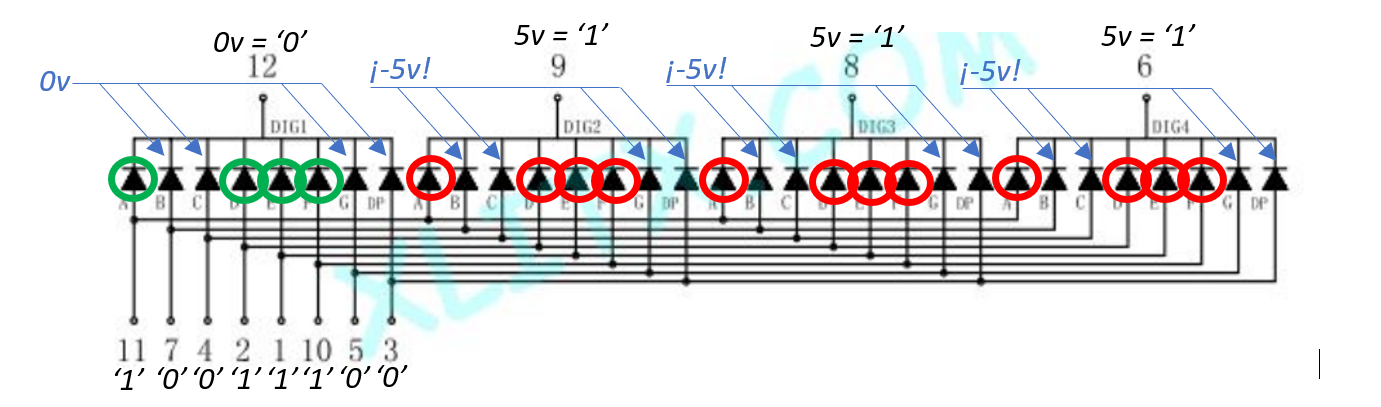 0v = ‘0’ 5v = ‘1’ 5v = ‘1’ 5v = ‘1’
12 9 8 6
0v ¡-5v! ¡-5v! ¡-5v!
DIG1 DIG2 DIG3 DIG4
A B C D E F G DP A B C D E F G DP A B C D E F G DP A B C D E F G DP
XLITX.COM
11 7 4 2 1 10 5 3
‘1’ ‘0’ ‘0’ ‘1’ ‘1’ ‘1’ ‘0’ ‘0’